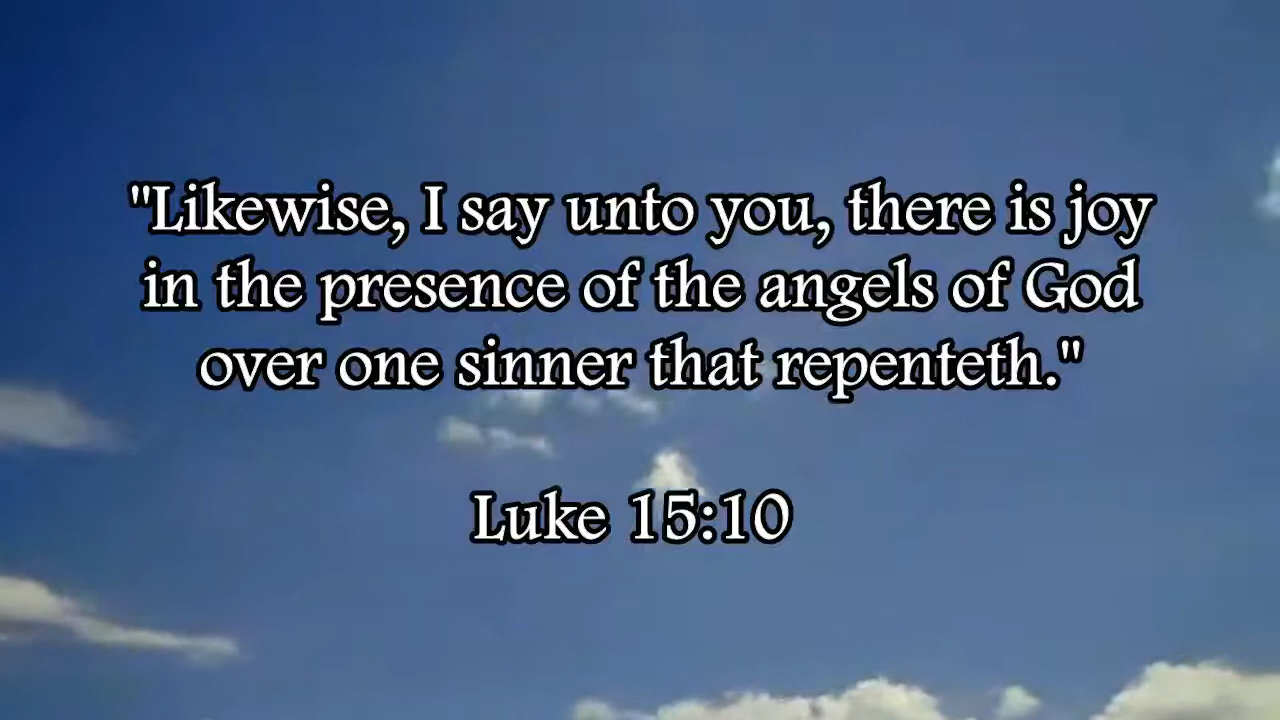 "Likewise, I say unto you, there is joy
in the presence of the angels of God
over one sinner that repenteth."
Luke 15:10